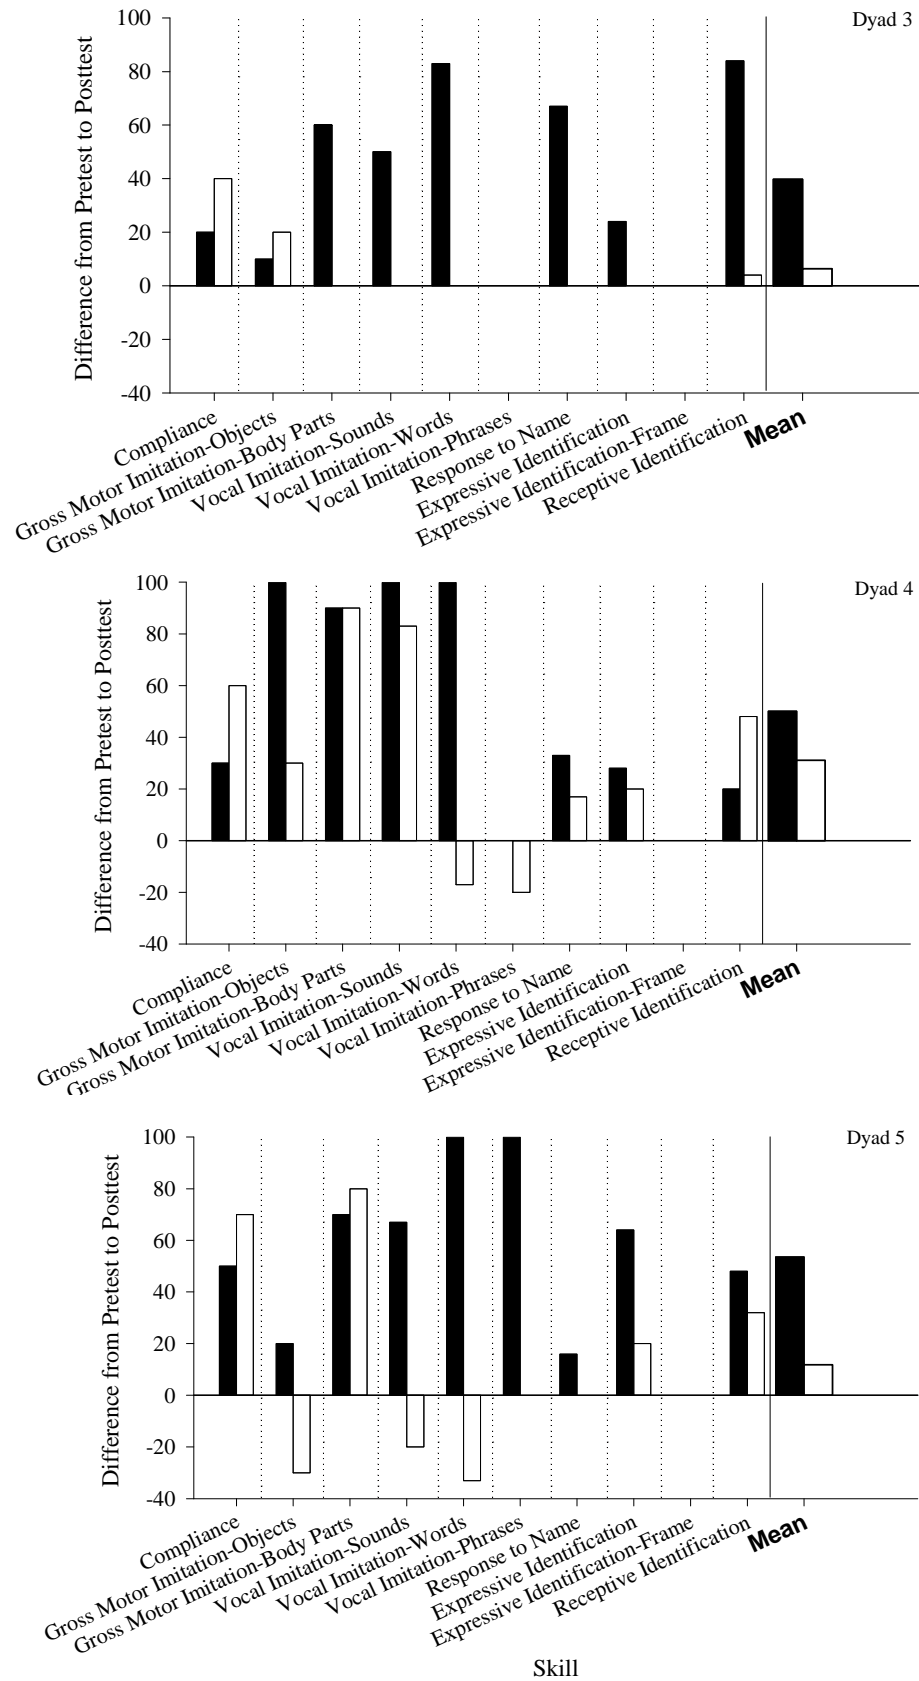 Dyad 3
Difference from Pretest to Posttest
100
80
60
40
20
0
-20
-40
Compliance
Gross Motor Imitation-Objects
Gross Motor Imitation-Body Parts
Vocal Imitation-Sounds
Vocal Imitation-Words
Vocal Imitation-Phrases
Response to Name
Expressive Identification
Expressive Identification-Frame
Receptive Identification
Mean
Dyad 4
Difference from Pretest to Posttest
100
80
60
40
20
0
-20
-40
Compliance
Gross Motor Imitation-Objects
Gross Motor Imitation-Body Parts
Vocal Imitation-Sounds
Vocal Imitation-Words
Vocal Imitation-Phrases
Response to Name
Expressive Identification
Expressive Identification-Frame
Receptive Identification
Mean
Dyad 5
Difference from Pretest to Posttest
100
80
60
40
20
0
-20
-40
Compliance
Gross Motor Imitation-Objects
Gross Motor Imitation-Body Parts
Vocal Imitation-Sounds
Vocal Imitation-Words
Vocal Imitation-Phrases
Response to Name
Expressive Identification
Expressive Identification-Frame
Receptive Identification
Mean
Skill